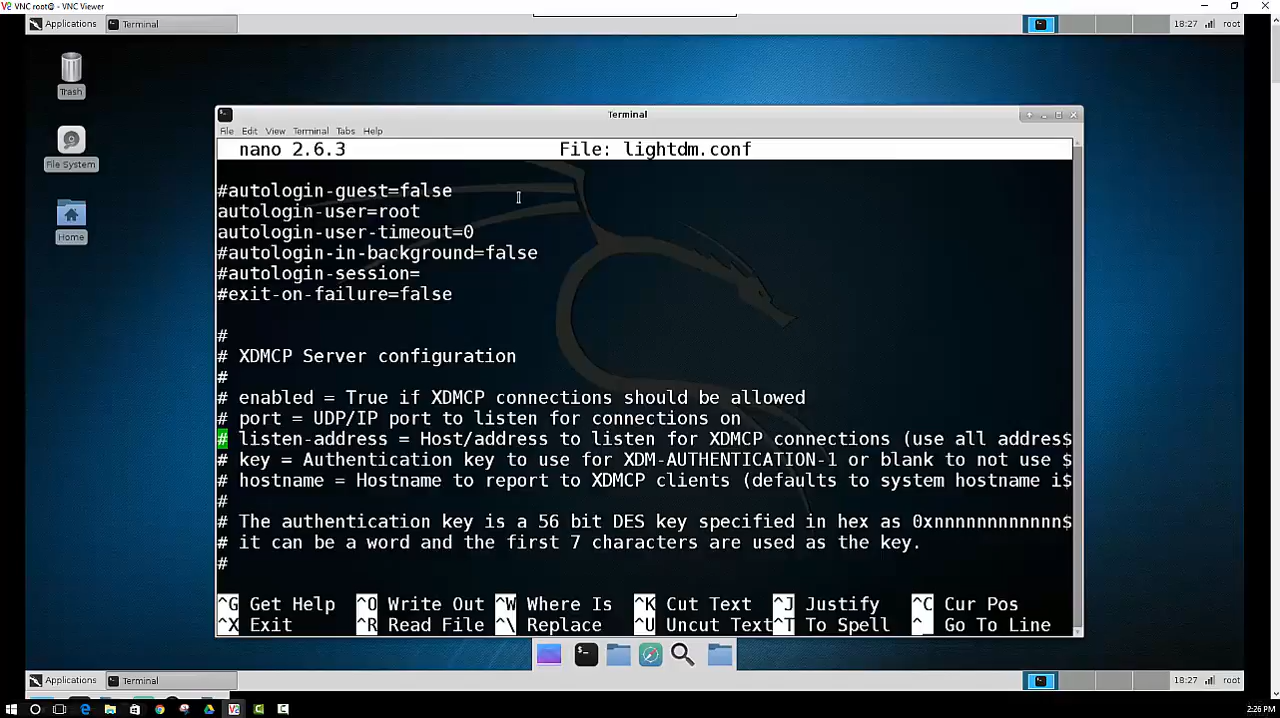 VNC root@ - VNC Viewer
Applications
Terminal
18:27
root
Trash
File System
Home
Terminal
File Edit View Terminal Tabs Help
nano 2.6.3 File: lightdm.conf
#autologin-guest=false
autologin-user=root
autologin-user-timeout=0
#autologin-in-background=false
#autologin-session=
#exit-on-failure=false
#
# XDMCP Server configuration
#
# enabled = True if XDMCP connections should be allowed
# port = UDP/IP port to listen for connections on
# listen-address = Host/address to listen for XDMCP connections (use all address$
# key = Authentication key to use for XDM-AUTHENTICATION-1 or blank to not use $
# hostname = Hostname to report to XDMCP clients (defaults to system hostname i$
#
# The authentication key is a 56 bit DES key specified in hex as 0xnnnnnnnnnnnnn$
# it can be a word and the first 7 characters are used as the key.
#
^G Get Help ^O Write Out ^W Where Is ^K Cut Text ^J Justify ^C Cur Pos
^X Exit ^R Read File ^\ Replace ^U Uncut Text ^T To Spell ^_ Go To Line
Applications
Terminal
18:27
root
2:26 PM